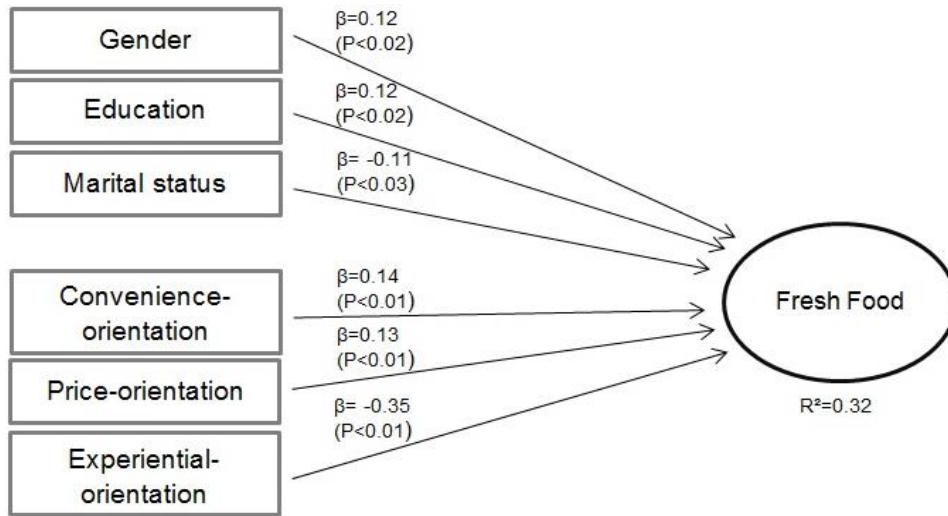 Gender
β=0.12
(P<0.02)
Education
β=0.12
(P<0.02)
Marital status
β= -0.11
(P<0.03)
Convenience-
orientation
β=0.14
(P<0.01)
Price-orientation
β=0.13
(P<0.01)
Experiential-
orientation
β= -0.35
(P<0.01)
Fresh Food
R²=0.32